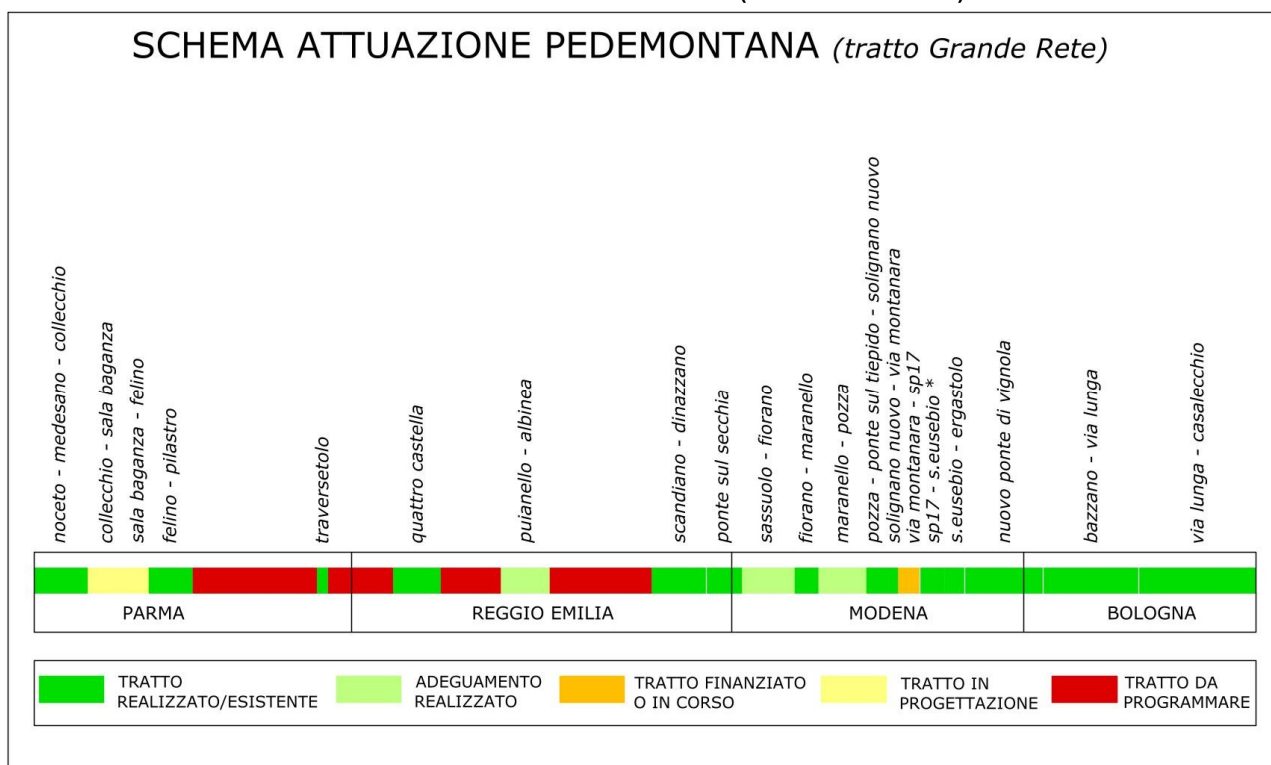 SCHEMA ATTUAZIONE PEDEMONTANA (tratto Grande Rete)
noceto - medesano - collecchio
collecchio - sala baganza
sala baganza - felino
felino - pilastro
traversetolo
quattro castella
puianello - albinea
scandiano - dinazzano
ponte sul secchia
sassuolo - fiorano
fiorano - maranello
maranello - pozza
pozza - ponte sul tiepido - solignano nuovo
solignano nuovo - via montanara
via montanara - sp17
sp17 - s.eusebio *
s.eusebio - ergastolo
nuovo ponte di vignola
bazzano - via lunga
via lunga - casalecchio
PARMA
REGGIO EMILIA
MODENA
BOLOGNA
TRATTO
REALIZZATO/ESISTENTE
ADEGUAMENTO
REALIZZATO
TRATTO FINANZIATO
O IN CORSO
TRATTO IN
PROGETTAZIONE
TRATTO DA
PROGRAMMARE